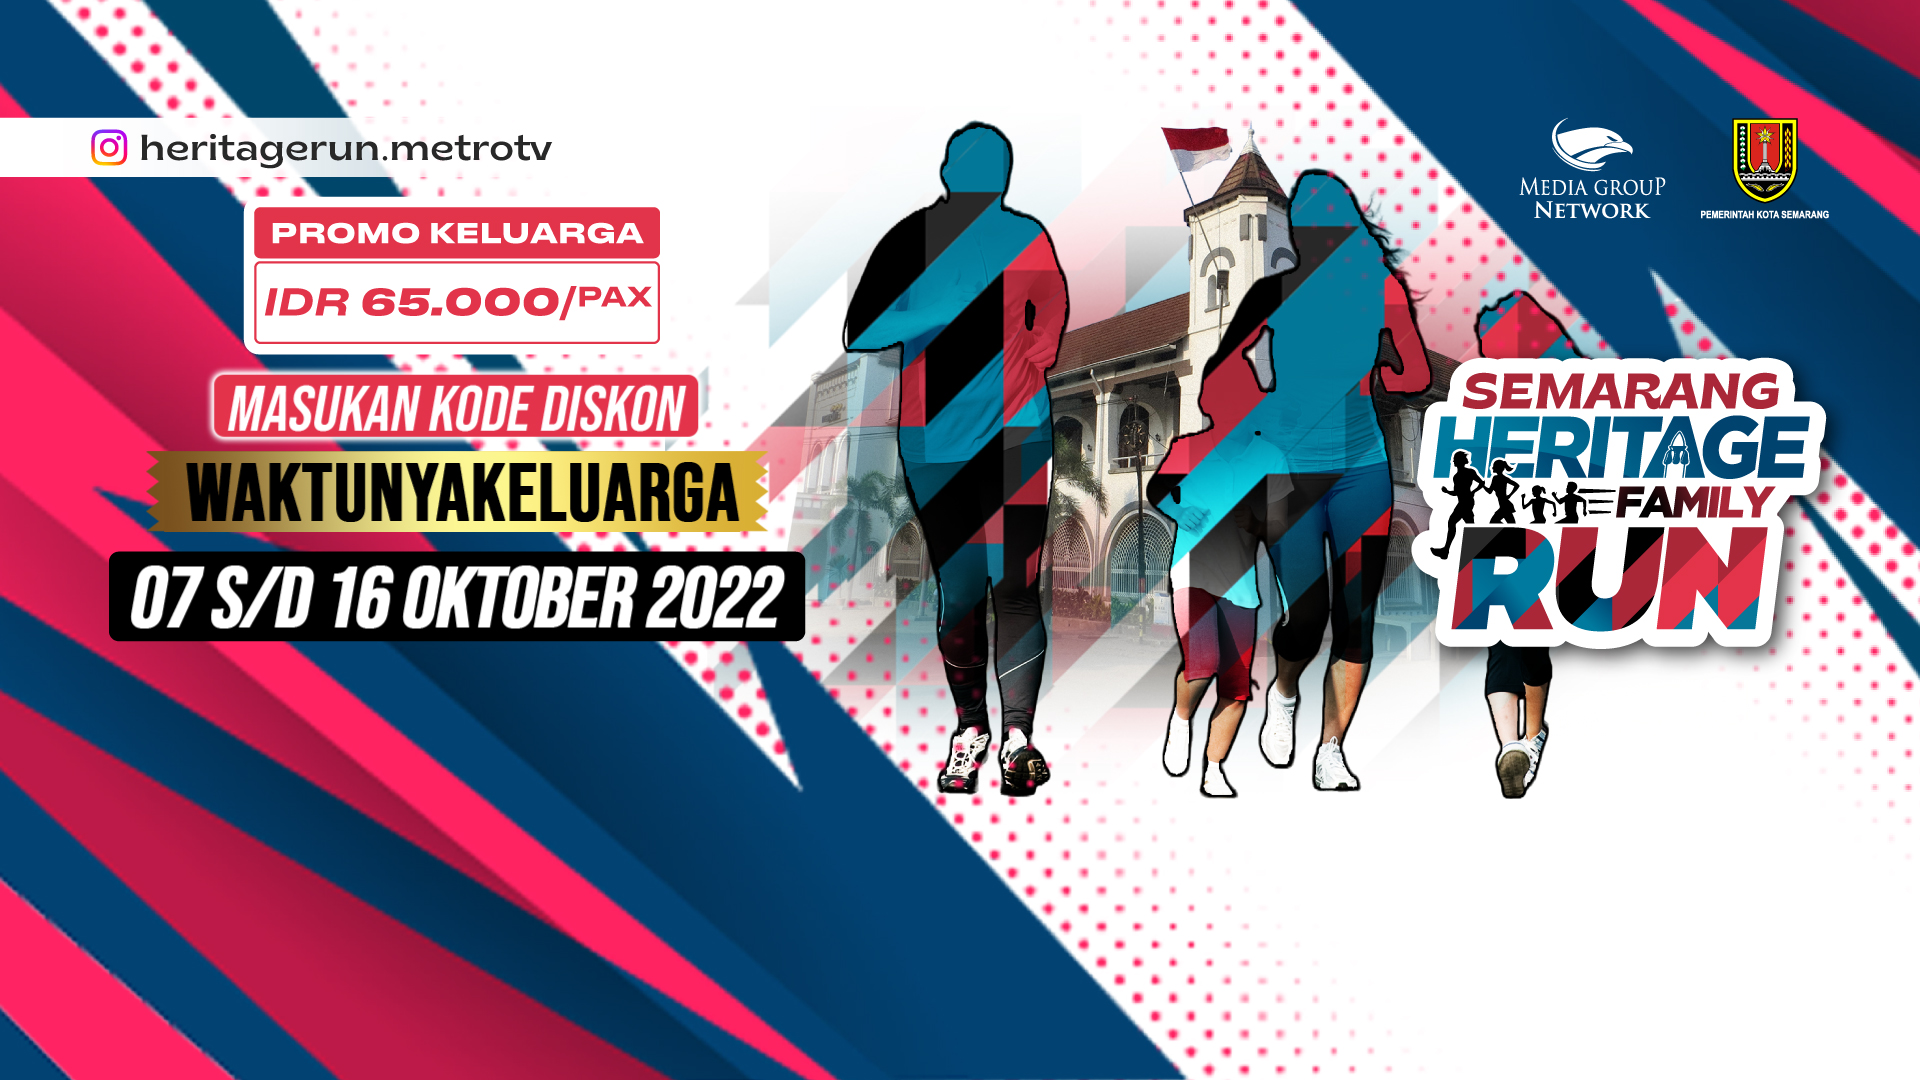 heritagerun.metrotv
PROMO KELUARGA
IDR 65.000/PAX
MASUKAN KODE DISKON
WAKTUNYAKELUARGA
07 S/D 16 OKTOBER 2022
MEDIA GROUP
NETWORK
PEMERINTAH KOTA SEMARANG
SEMARANG
HERITAGE
FAMILY
RUN